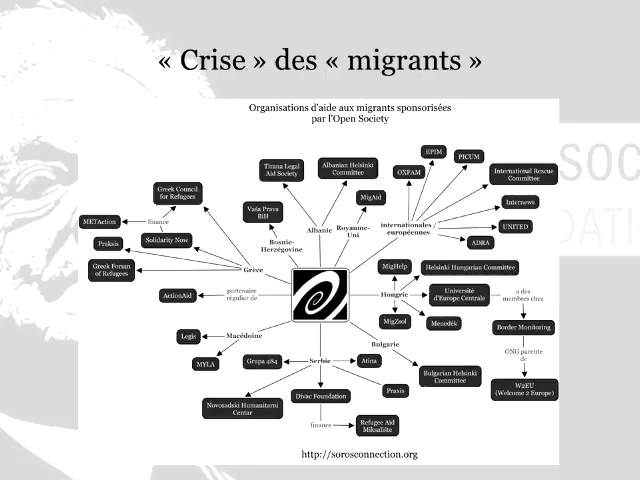 « Crise » des « migrants »
Organisations d'aide aux migrants sponsorisées
par l'Open Society
EPIM
PICUM
OXFAM
Tirana Legal
Aid Society
Albanian Helsinki
Committee
International Rescue
Committee
SOC
Greek Council
for Refugees
MigAid
Internews
Vaša Prava
BiH
METAction
finance
Albanie
Royaume-
Uni
internationales
européennes
UNITED
DATIO
Praksis
Solidarity Now
Bosnie-
Herzégovine
ADRA
Greek Forum
of Refugees
Grèce
MigHelp
Helsinki Hungarian Committee
ActionAid
partenaire
régulier de
Hongrie
Université
d'Europe Centrale
a des
membres chez
MigZsol
Menedék
Border Monitoring
Legis
Macédoine
Bulgarie
ONG parente
de
MYLA
Grupa 484
Serbie
Atina
Bulgarian Helsinki
Committee
Praxis
W2EU
(Welcome 2 Europe)
Novosadski Humanitarni
Centar
Divac Foundation
finance
Refugee Aid
Miksalište
http://sorosconnection.org